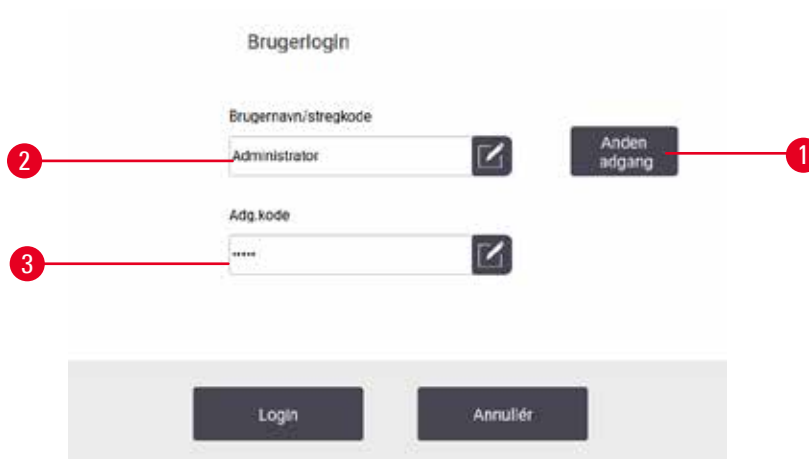 Brugerlogin
Brugernavn/stregkode
2
Administrator
Anden
adgang
1
Adg.kode
3
•••••
Login
Annullér